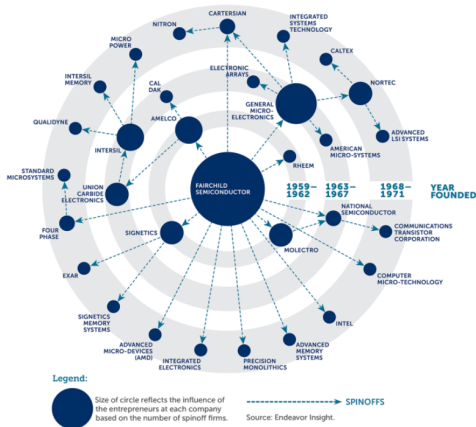 CARTERSIAN
NITRON
INTEGRATED
SYSTEMS
TECHNOLOGY
MICRO
POWER
CALTEX
ELECTRONIC
ARRAYS
NORTEC
INTERSIL
MEMORY
CAL
DAX
GENERAL
MICRO-
ELECTRONICS
AMELCO
QUALIDYNE
INTERSIL
ADVANCED
LSI SYSTEMS
AMERICAN
MICRO-SYSTEMS
RHEEM
STANDARD
MICROSYSTEMS
UNION
CARBIDE
ELECTRONICS
FAIRCHILD
SEMICONDUCTOR
1959–
1962
1963–
1967
1968–
1971
YEAR
FOUNDED
FOUR
PHASE
NATIONAL
SEMICONDUCTOR
SIGNETICS
MOLECTRO
COMMUNICATIONS
TRANSISTOR
CORPORATION
EXAR
COMPUTER
MICRO-TECHNOLOGY
SIGNETICS
MEMORY
SYSTEMS
INTEL
ADVANCED
MICRO-DEVICES
(AMD)
INTEGRATED
ELECTRONICS
PRECISION
MONOLITHICS
ADVANCED
MEMORY
SYSTEMS
Legend:
Size of circle reflects the influence of
the entrepreneurs at each company
based on the number of spinoff firms.
SPINOFFS
Source: Endeavor Insight.